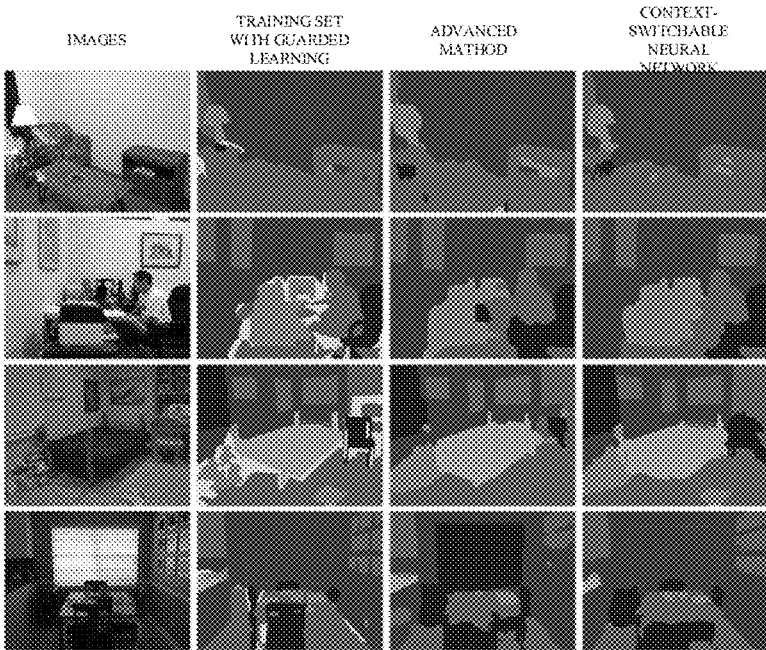 IMAGES
TRAINING SET
WITH GUARDED
LEARNING
ADVANCED
MATHOD
CONTEXT-
SWITCHABLE
NEURAL
NETWORK